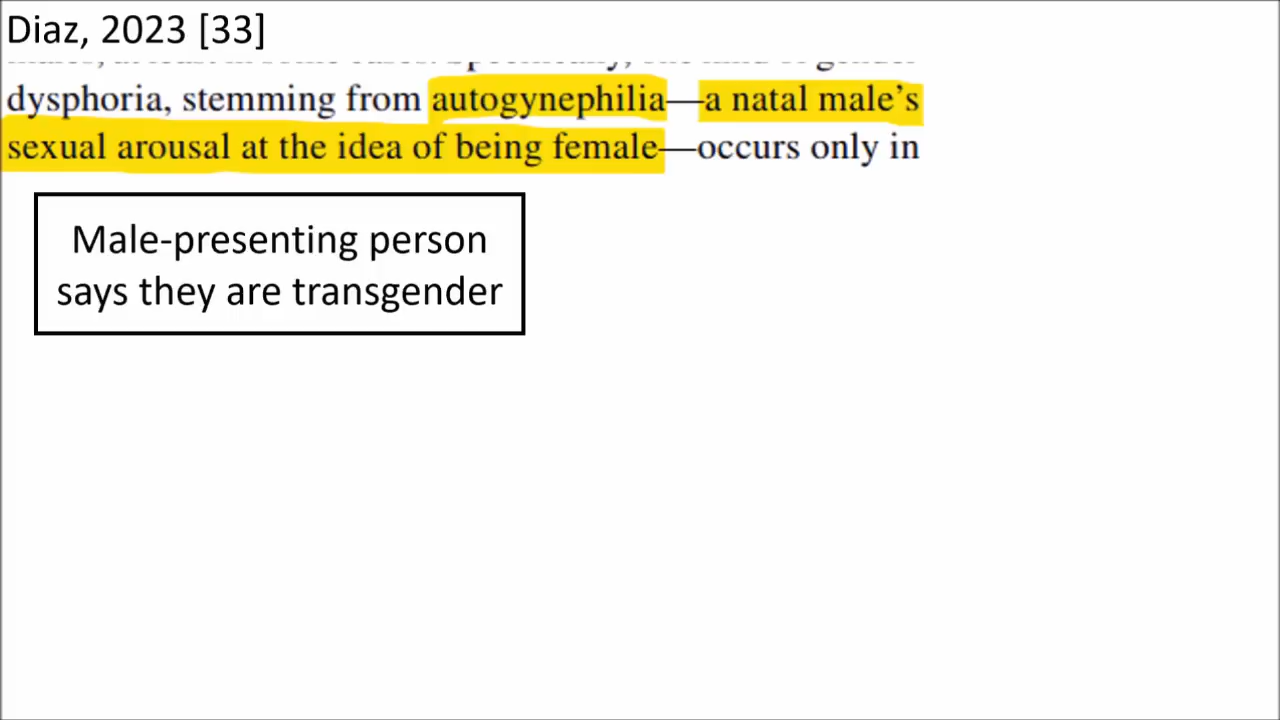 Diaz, 2023 [33]
dysphoria, stemming from autogynephilia—a natal male’s
sexual arousal at the idea of being female—occurs only in
Male-presenting person
says they are transgender